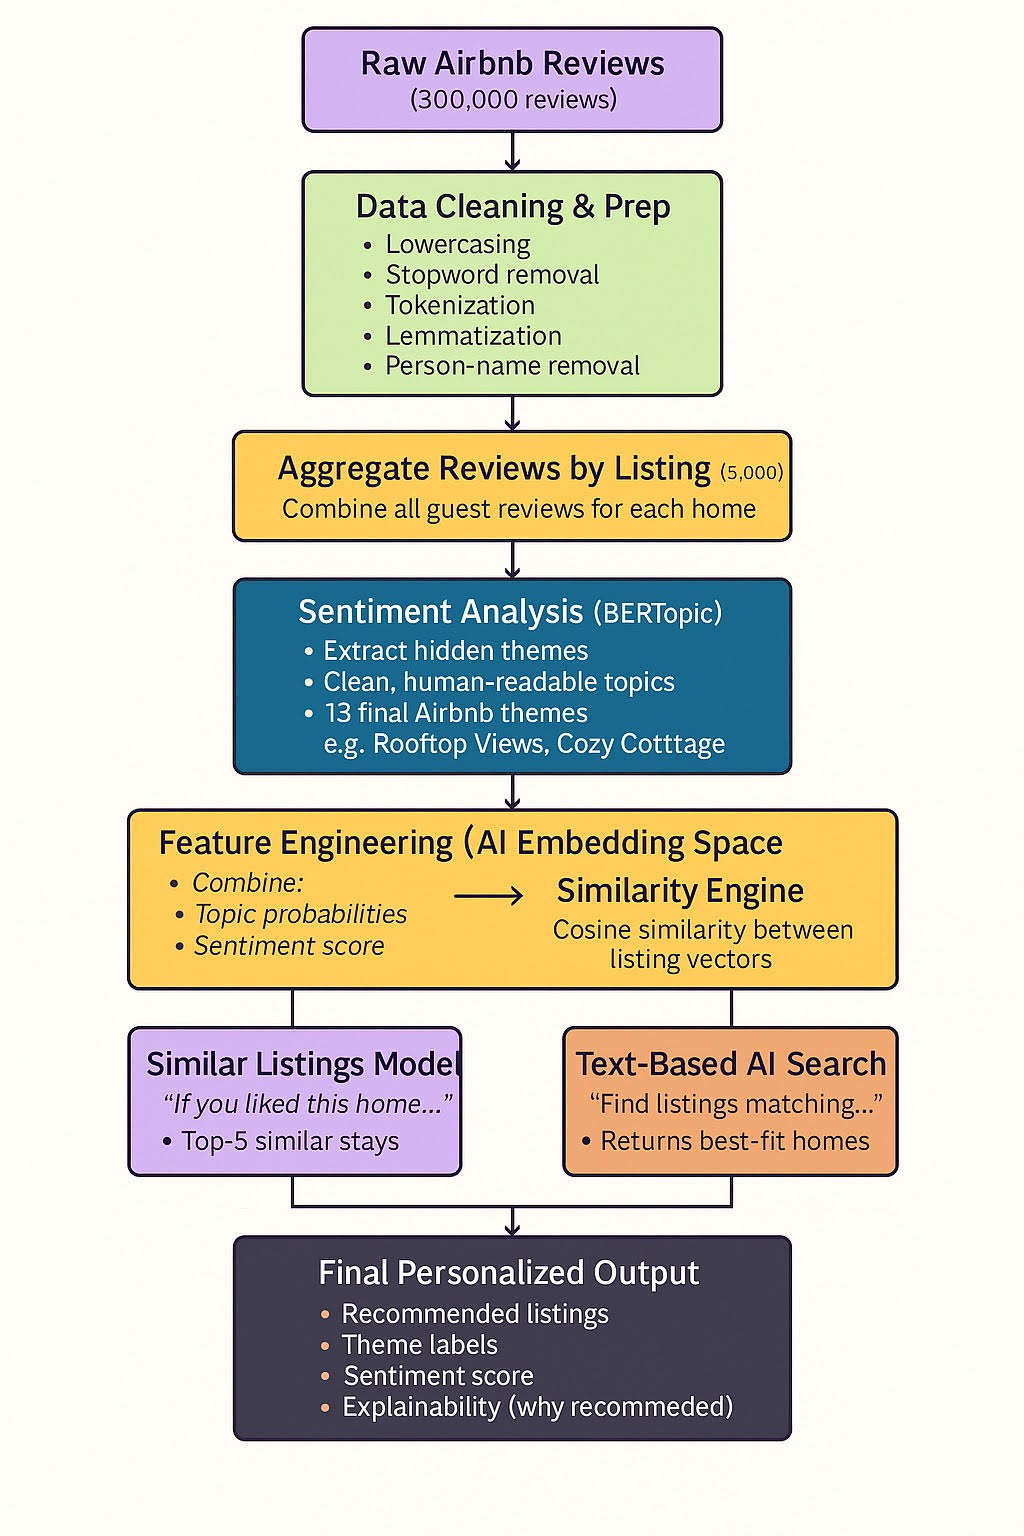 Raw Airbnb Reviews
(300,000 reviews)
Data Cleaning & Prep
• Lowercasing
• Stopword removal
• Tokenization
• Lemmatization
• Person-name removal
Aggregate Reviews by Listing (5,000)
Combine all guest reviews for each home
Sentiment Analysis (BERTopic)
• Extract hidden themes
• Clean, human-readable topics
• 13 final Airbnb themes
e.g. Rooftop Views, Cozy Cotttage
Feature Engineering (AI Embedding Space
• Combine:
• Topic probabilities
• Sentiment score
Similarity Engine
Cosine similarity between
listing vectors
Similar Listings Model
“If you liked this home...”
• Top-5 similar stays
Text-Based AI Search
“Find listings matching...”
• Returns best-fit homes
Final Personalized Output
• Recommended listings
• Theme labels
• Sentiment score
• Explainability (why recommeded)